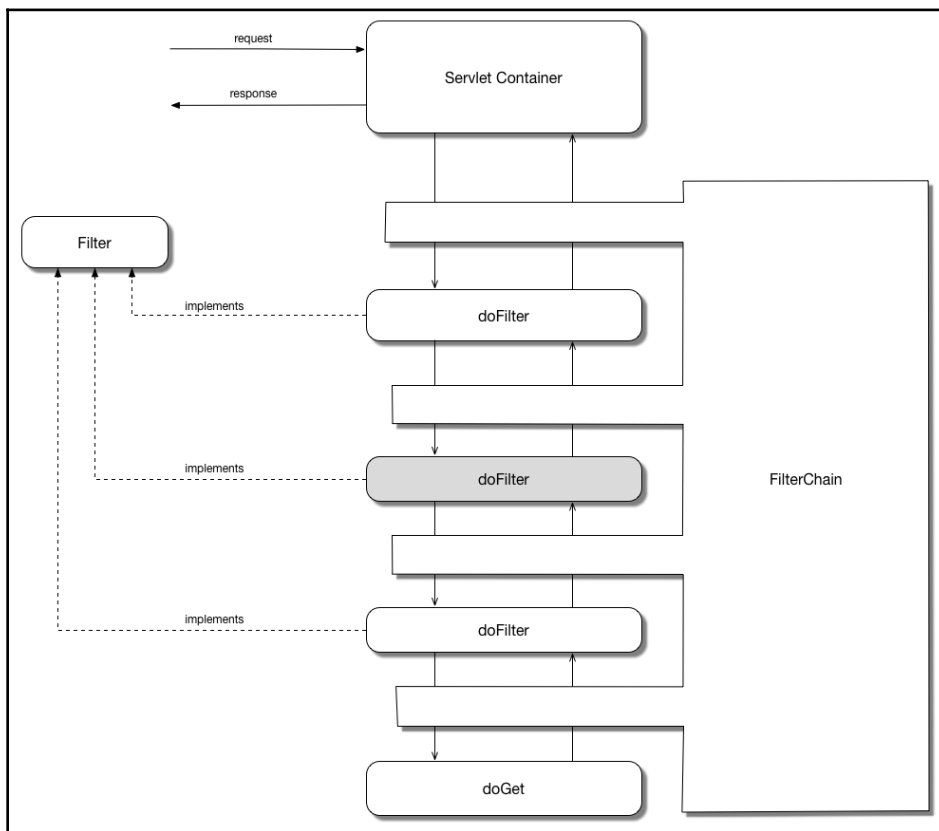 request
Servlet Container
response
Filter
implements
doFilter
implements
doFilter
FilterChain
implements
doFilter
doGet